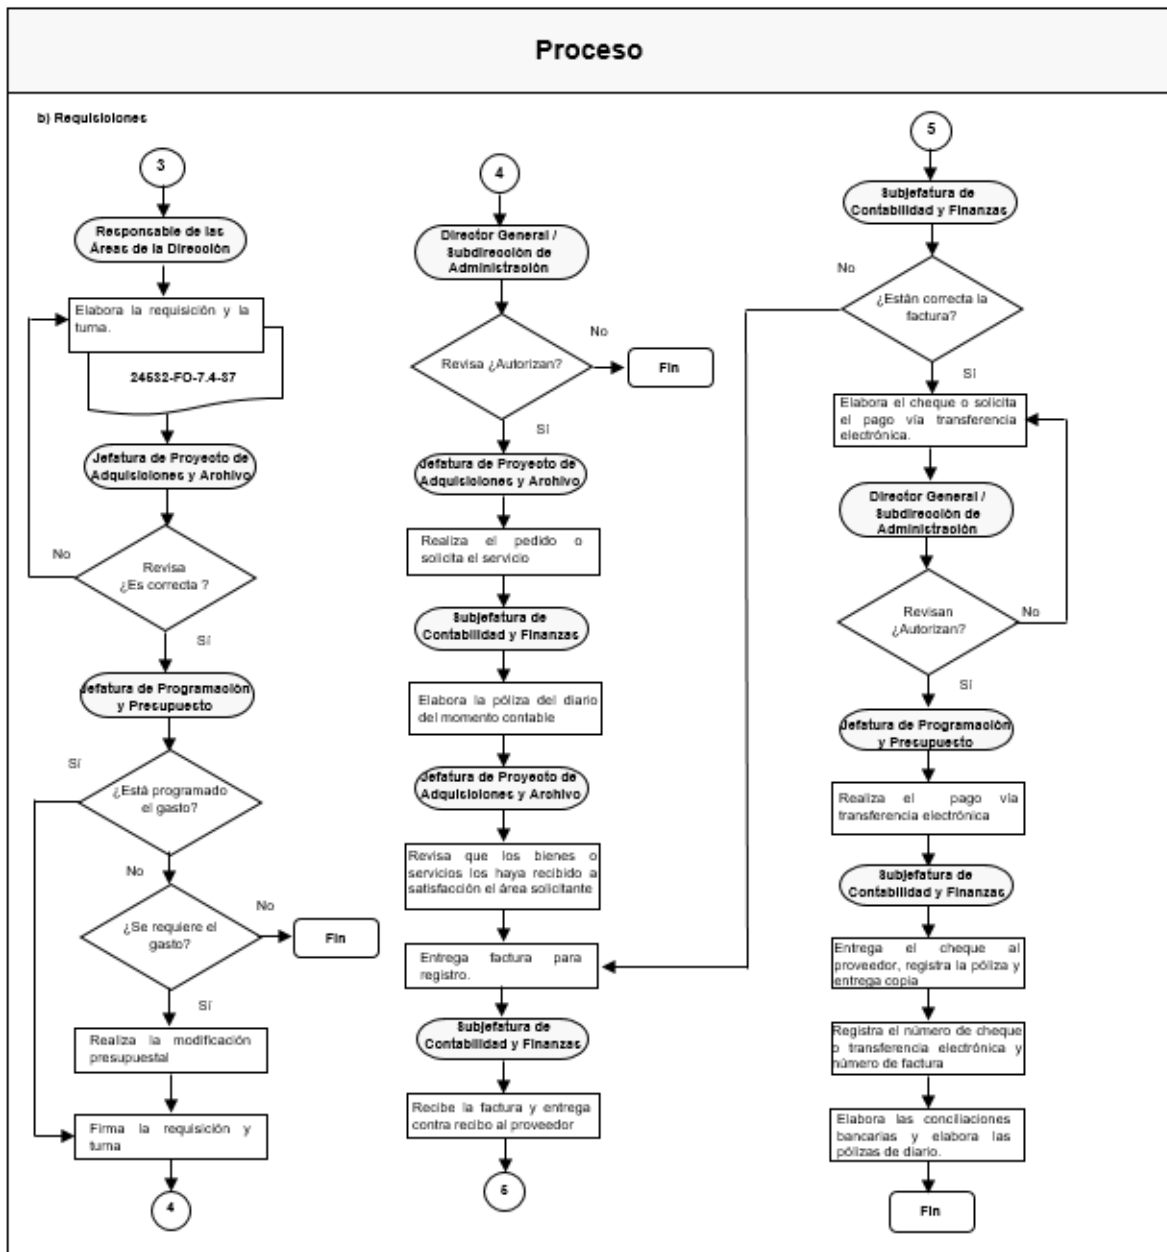 Proceso
b) Requisiciones
3
Responsable de las
Áreas de la Dirección
Elabora la requisición y la
turna.
24532-FO-7.4-37
Jefatura de Proyecto de
Adquisiciones y Archivo
No
Revisa
¿Es correcta ?
Sí
Jefatura de Programación
y Presupuesto
Sí
¿Está programado
el gasto?
No
¿Se requiere el
gasto?
No
Fin
Sí
Realiza la modificación
presupuestal
Firma la requisición y
turna
4
4
Director General /
Subdirección de
Administración
Revisa ¿Autorizan?
No
Fin
Sí
Jefatura de Proyecto de
Adquisiciones y Archivo
Realiza el pedido o
solicita el servicio
Subjefatura de
Contabilidad y Finanzas
Elabora la póliza del diario
del momento contable
Jefatura de Proyecto de
Adquisiciones y Archivo
Revisa que los bienes o
servicios los haya recibido a
satisfacción el área solicitante
Entrega factura para
registro.
Subjefatura de
Contabilidad y Finanzas
Recibe la factura y entrega
contra recibo al proveedor
5
5
Subjefatura de
Contabilidad y Finanzas
No
¿Están correcta la
factura?
Sí
Elabora el cheque o solicita
el pago vía transferencia
electrónica.
Director General /
Subdirección de
Administración
Revisan
¿Autorizan?
No
Sí
Jefatura de Programación
y Presupuesto
Realiza el pago vía
transferencia electrónica
Subjefatura de
Contabilidad y Finanzas
Entrega el cheque al
proveedor, registra la póliza y
entrega copia
Registra el número de cheque
o transferencia electrónica y
número de factura
Elabora las conciliaciones
bancarias y elabora las
pólizas de diario.
Fin